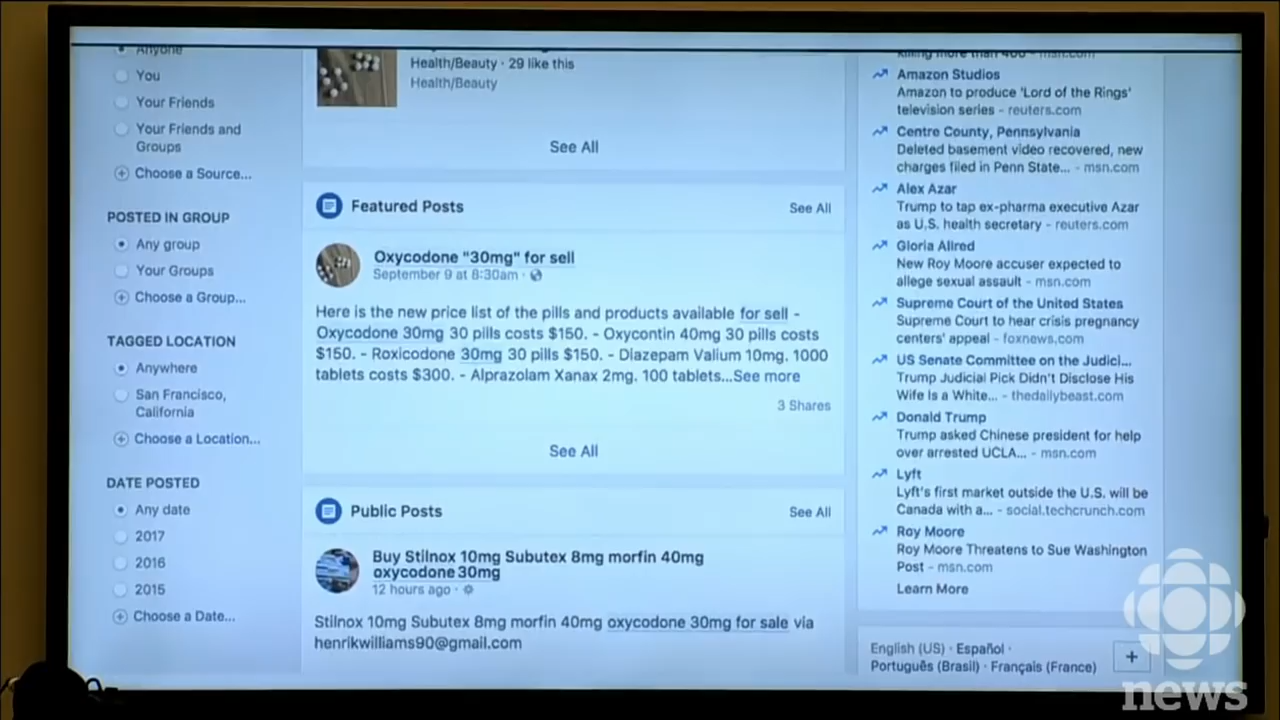 Anyone
You
Your Friends
Your Friends and
Groups
Choose a Source...
POSTED IN GROUP
Any group
Your Groups
Choose a Group...
TAGGED LOCATION
Anywhere
San Francisco,
California
Choose a Location...
DATE POSTED
Any date
2017
2016
2015
Choose a Date...
Health/Beauty · 29 like this
Health/Beauty
See All
Featured Posts
See All
Oxycodone "30mg" for sell
September 9 at 8:30am ·
Here is the new price list of the pills and products available for sell -
Oxycodone 30mg 30 pills costs $150. - Oxycontin 40mg 30 pills costs
$150. - Roxicodone 30mg 30 pills $150. - Diazepam Valium 10mg. 1000
tablets costs $300. - Alprazolam Xanax 2mg. 100 tablets...See more
3 Shares
See All
Public Posts
See All
Buy Stilnox 10mg Subutex 8mg morfin 40mg
oxycodone 30mg
12 hours ago ·
Stilnox 10mg Subutex 8mg morfin 40mg oxycodone 30mg for sale via
henrikwilliams90@gmail.com
killing more than 400 - msn.com
Amazon Studios
Amazon to produce 'Lord of the Rings'
television series - reuters.com
Centre County, Pennsylvania
Deleted basement video recovered, new
charges filed in Penn State... - msn.com
Alex Azar
Trump to tap ex-pharma executive Azar
as U.S. health secretary - reuters.com
Gloria Allred
New Roy Moore accuser expected to
allege sexual assault - msn.com
Supreme Court of the United States
Supreme Court to hear crisis pregnancy
centers' appeal - foxnews.com
US Senate Committee on the Judici...
Trump Judicial Pick Didn't Disclose His
Wife Is a White... - thedailybeast.com
Donald Trump
Trump asked Chinese president for help
over arrested UCLA... - msn.com
Lyft
Lyft's first market outside the U.S. will be
Canada with a... - social.techcrunch.com
Roy Moore
Roy Moore Threatens to Sue Washington
Post - msn.com
Learn More
English (US) · Español ·
Português (Brasil) · Français (France)
+
news